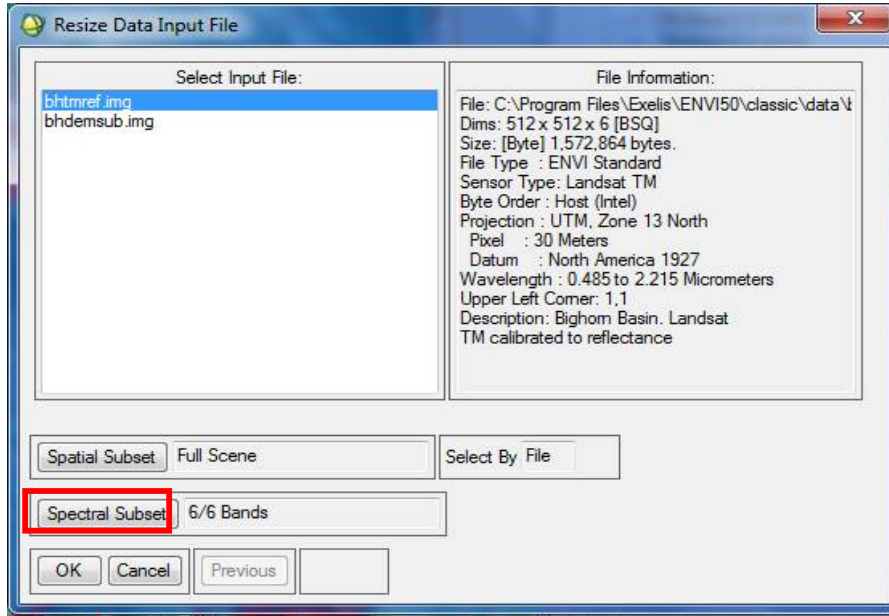 Resize Data Input File
Select Input File:
bhtmref.img
bhdemsub.img
File Information:
File: C:\Program Files\Exelis\ENVI50\classic\data\b
Dims: 512 x 512 x 6 [BSQ]
Size: [Byte] 1,572,864 bytes.
File Type : ENVI Standard
Sensor Type: Landsat TM
Byte Order : Host (Intel)
Projection : UTM, Zone 13 North
Pixel : 30 Meters
Datum : North America 1927
Wavelength : 0.485 to 2.215 Micrometers
Upper Left Corner: 1,1
Description: Bighorn Basin. Landsat
TM calibrated to reflectance
Spatial Subset Full Scene
Select By File
Spectral Subset 6/6 Bands
OK Cancel Previous